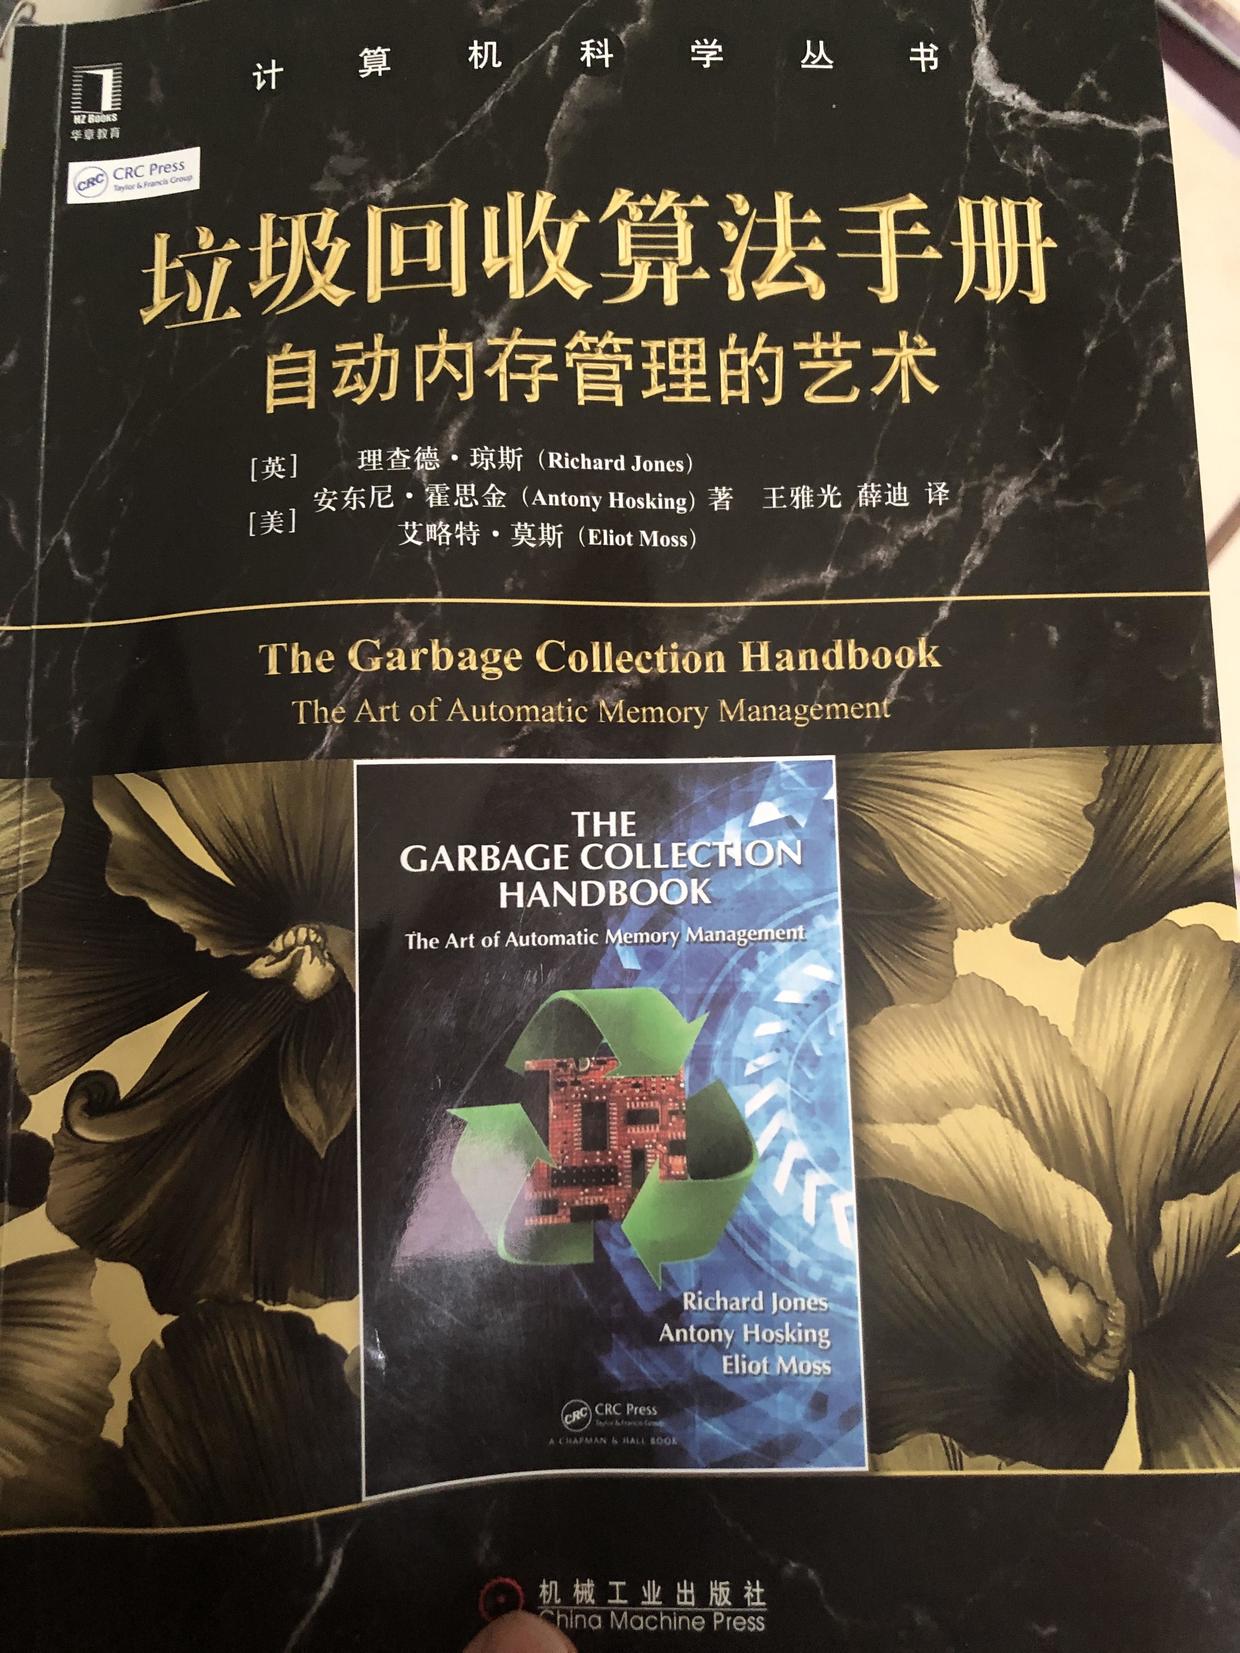 计算机科学丛书
HZ Books
华章教育
CRC CRC Press
Taylor & Francis Group
垃圾回收算法手册
自动内存管理的艺术
[英] 理查德·琼斯（Richard Jones）
[美] 安东尼·霍思金（Antony Hosking）著 王雅光 薛迪 译
艾略特·莫斯（Eliot Moss）
The Garbage Collection Handbook
The Art of Automatic Memory Management
THE
GARBAGE COLLECTION
HANDBOOK
The Art of Automatic Memory Management
Richard Jones
Antony Hosking
Eliot Moss
CRC CRC Press
Taylor & Francis Group
A CHAPMAN & HALL BOOK
机械工业出版社
China Machine Press